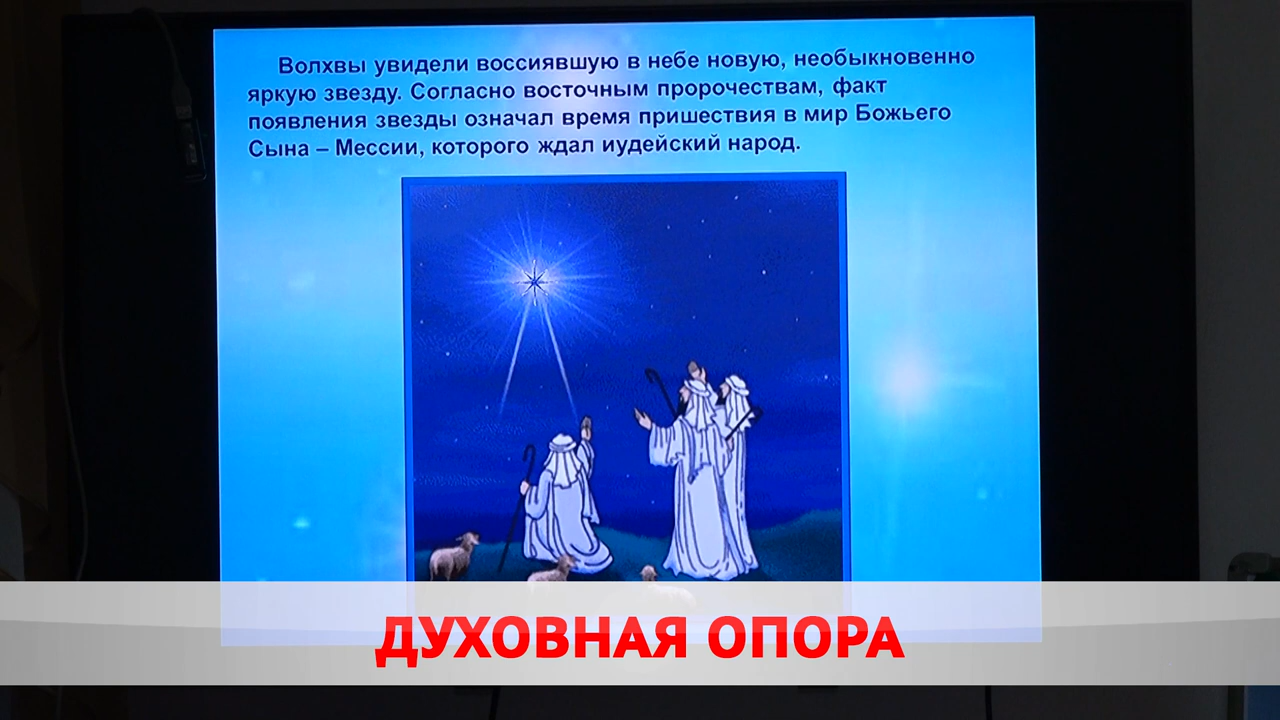 Волхвы увидели воссиявшую в небе новую, необыкновенно
яркую звезду. Согласно восточным пророчествам, факт
появления звезды означал время пришествия в мир Божьего
Сына – Мессии, которого ждал иудейский народ.
ДУХОВНАЯ ОПОРА